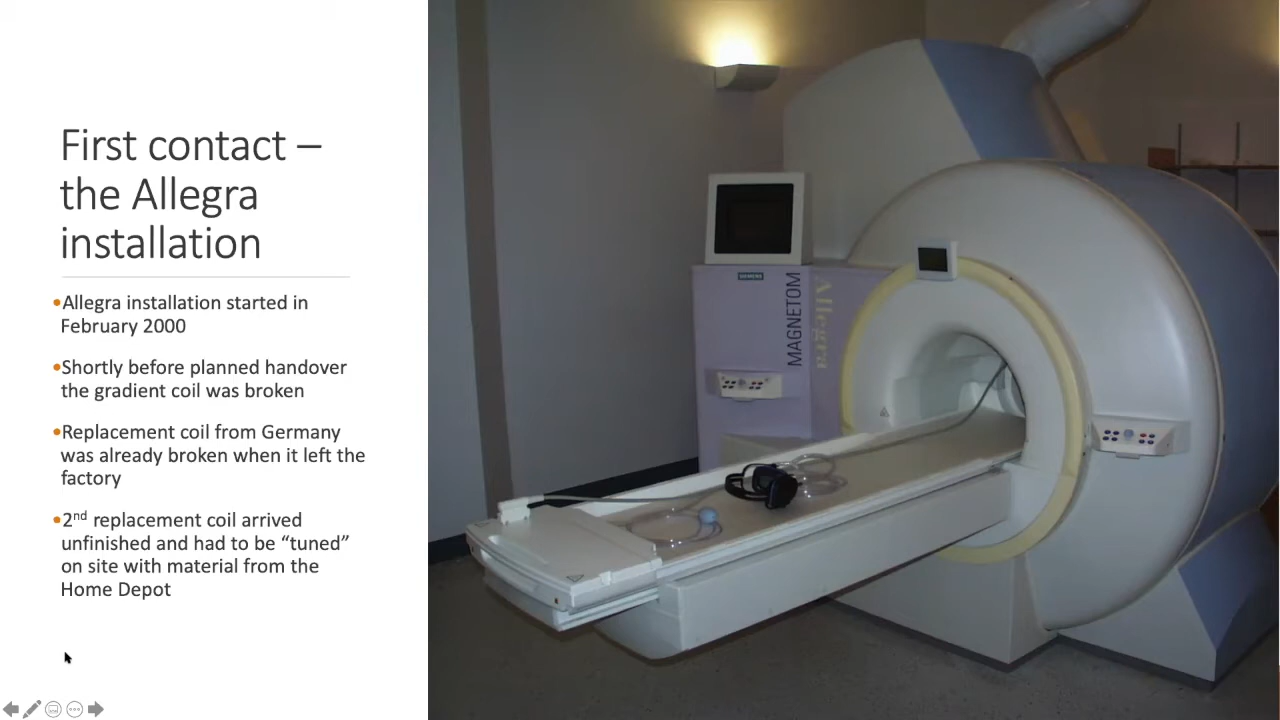 First contact –
the Allegra
installation
•Allegra installation started in
February 2000
•Shortly before planned handover
the gradient coil was broken
•Replacement coil from Germany
was already broken when it left the
factory
•2nd replacement coil arrived
unfinished and had to be “tuned”
on site with material from the
Home Depot
SIEMENS
MAGNETOM
Allegra